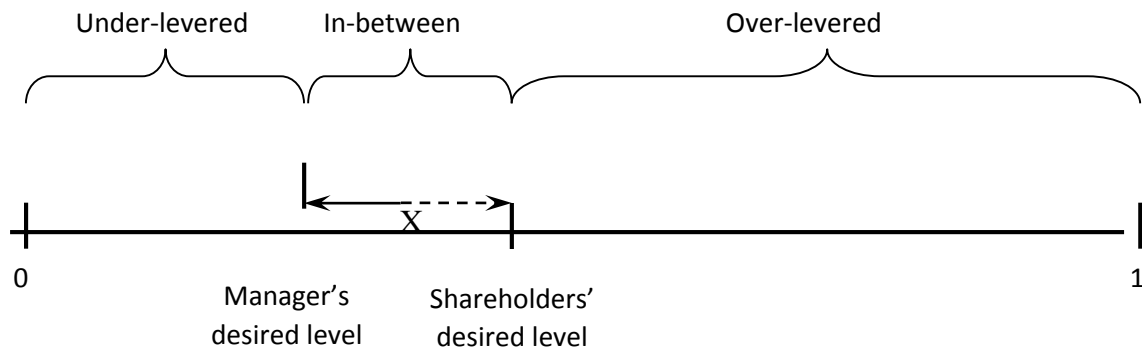 Under-levered In-between Over-levered
X
0 1
Manager's Shareholders'
desired level desired level